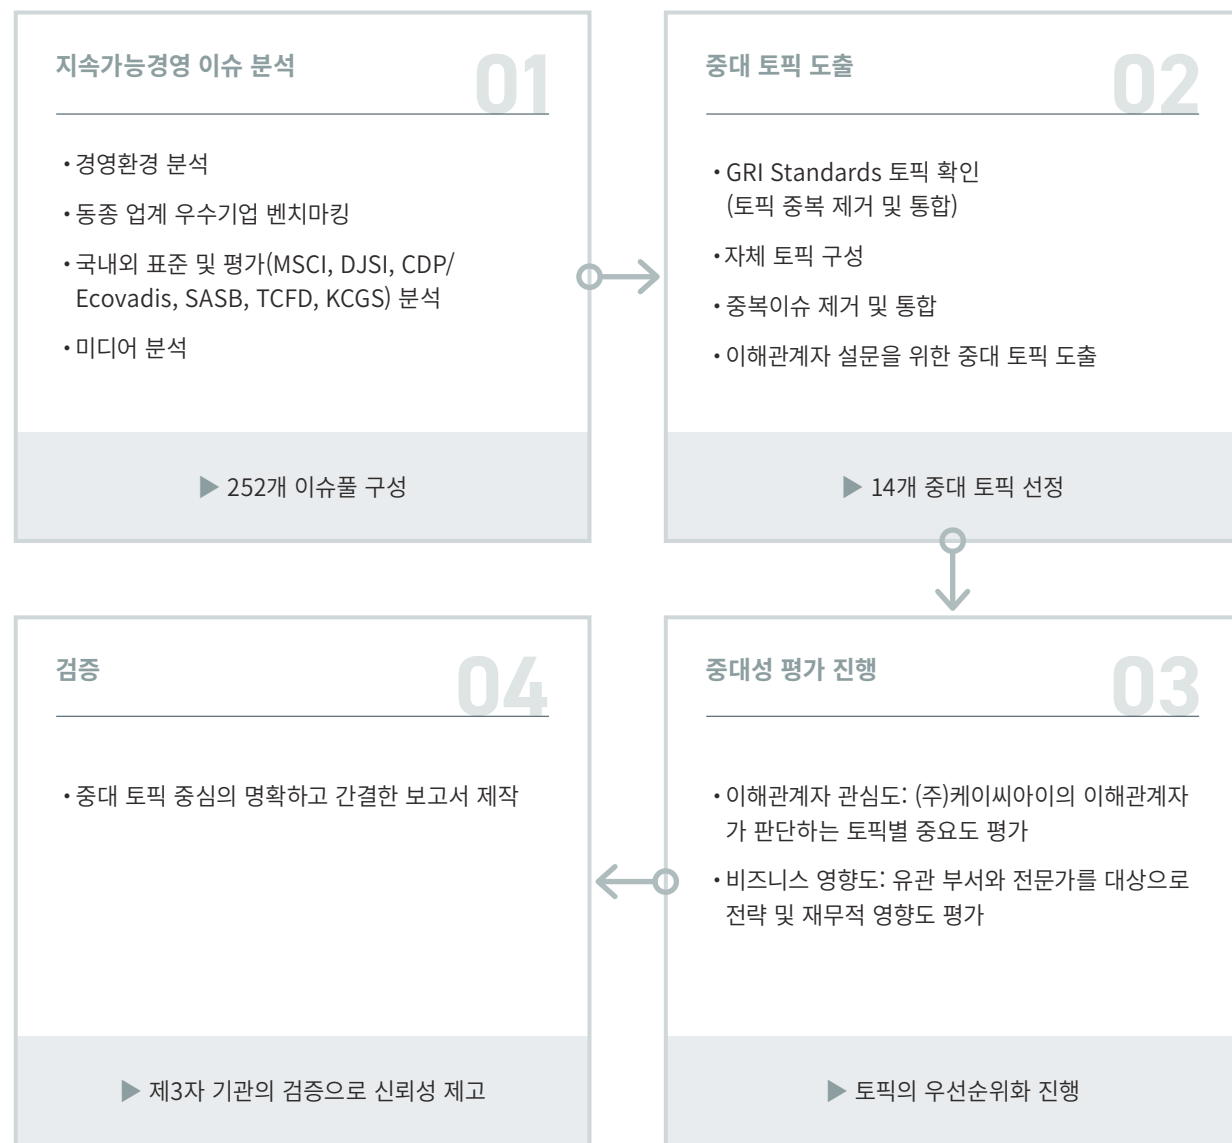 지속가능경영 이슈 분석
01
• 경영환경 분석
• 동종 업계 우수기업 벤치마킹
• 국내외 표준 및 평가(MSCI, DJSI, CDP/
Ecovadis, SASB, TCFD, KCGS) 분석
• 미디어 분석
▶ 252개 이슈풀 구성
중대 토픽 도출
02
• GRI Standards 토픽 확인
(토픽 중복 제거 및 통합)
• 자체 토픽 구성
• 중복이슈 제거 및 통합
• 이해관계자 설문을 위한 중대 토픽 도출
▶ 14개 중대 토픽 선정
중대성 평가 진행
03
• 이해관계자 관심도: (주)케이씨아이의 이해관계자
가 판단하는 토픽별 중요도 평가
• 비즈니스 영향도: 유관 부서와 전문가를 대상으로
전략 및 재무적 영향도 평가
▶ 토픽의 우선순위화 진행
검증
04
• 중대 토픽 중심의 명확하고 간결한 보고서 제작
▶ 제3자 기관의 검증으로 신뢰성 제고